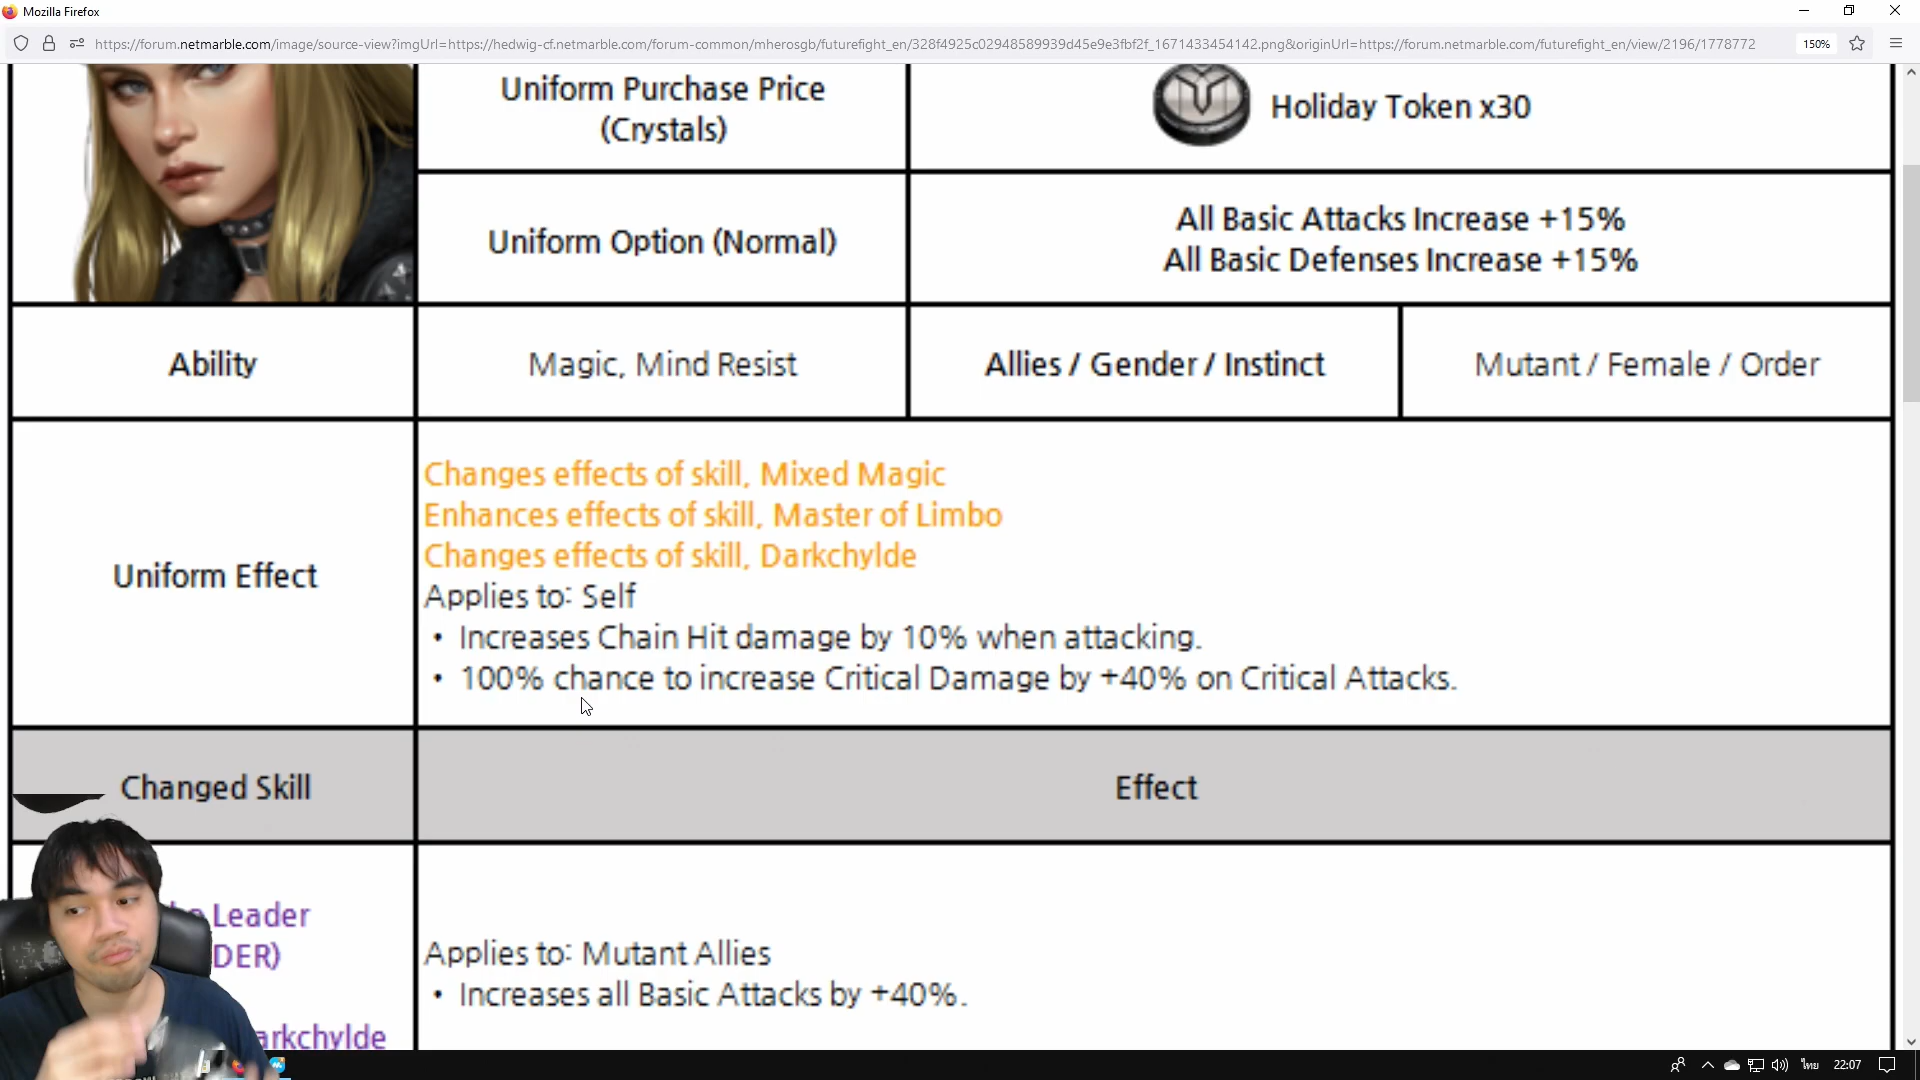 Mozilla Firefox
https://forum.netmarble.com/image/source-view?imgUrl=https://hedwig-cf.netmarble.com/forum-common/mherosgb/futurefight_en/328f4925c02948589939d45e9e3fbf2f_1671433454142.png&originUrl=https://forum.netmarble.com/futurefight_en/view/2196/1778772
150%
Uniform Purchase Price
(Crystals)
Holiday Token x30
Uniform Option (Normal)
All Basic Attacks Increase +15%
All Basic Defenses Increase +15%
Ability
Magic, Mind Resist
Allies / Gender / Instinct
Mutant / Female / Order
Uniform Effect
Changes effects of skill, Mixed Magic
Enhances effects of skill, Master of Limbo
Changes effects of skill, Darkchylde
Applies to: Self
• Increases Chain Hit damage by 10% when attacking.
• 100% chance to increase Critical Damage by +40% on Critical Attacks.
Changed Skill
Effect
Leader
DER)
arkchylde
Applies to: Mutant Allies
• Increases all Basic Attacks by +40%.
ไทย
22:07